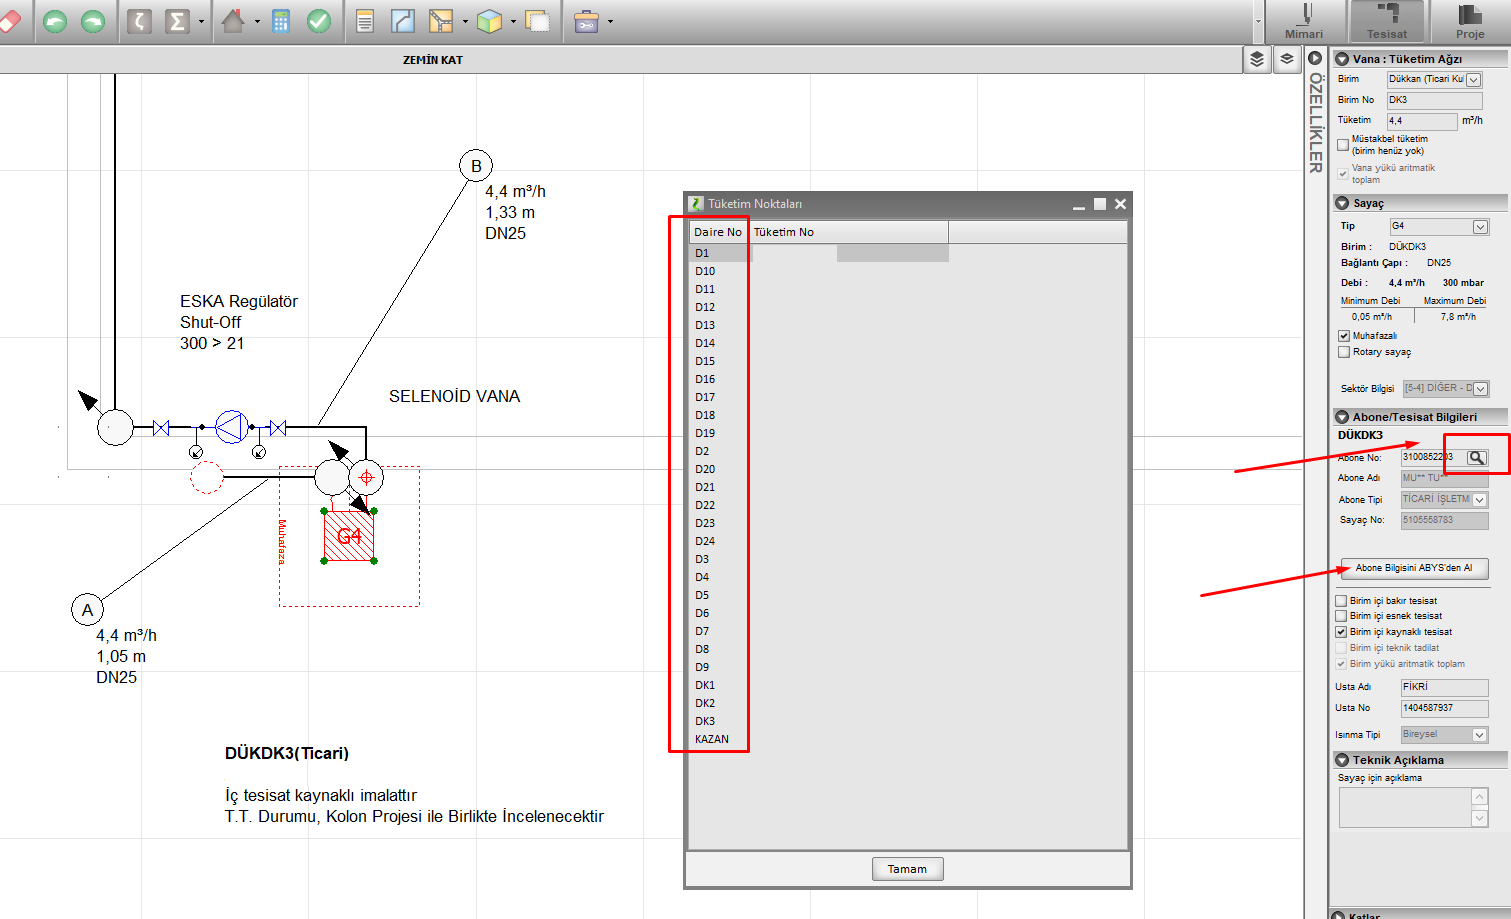 Mimari
Tesisat
Proje
ZEMİN KAT
ÖZELLİKLER
B
4,4 m³/h
1,33 m
DN25
ESKA Regülatör
Shut-Off
300 > 21
SELENOİD VANA
Muhafaza
G4
A
4,4 m³/h
1,05 m
DN25
DÜKDK3(Ticari)
İç tesisat kaynaklı imalattır
T.T. Durumu, Kolon Projesi ile Birlikte İncelenecektir
Tüketim Noktaları
Daire No Tüketim No
D1
D10
D11
D12
D13
D14
D15
D16
D17
D18
D19
D2
D20
D21
D22
D23
D24
D3
D4
D5
D6
D7
D8
D9
DK1
DK2
DK3
KAZAN
Tamam
Vana : Tüketim Ağzı
Birim Dükkan (Ticari Kul
Birim No DK3
Tüketim 4,4 m³/h
Müstakbel tüketim
(birim henüz yok)
Vana yükü aritmatik
toplam
Sayaç
Tip G4
Birim : DÜKDK3
Bağlantı Çapı : DN25
Debi : 4,4 m³/h 300 mbar
Minimum Debi Maximum Debi
0,05 m³/h 7,8 m³/h
Muhafazalı
Rotary sayaç
Sektör Bilgisi [5-4] DİĞER - D
Abone/Tesisat Bilgileri
DÜKDK3
Abone No: 3100852203
Abone Adı MU** TU**
Abone Tipi TİCARİ İŞLETM
Sayaç No: 5105558783
Abone Bilgisini ABYS'den Al
Birim içi bakır tesisat
Birim içi esnek tesisat
Birim içi kaynaklı tesisat
Birim içi teknik tadilat
Birim yükü aritmatik toplam
Usta Adı FİKRİ
Usta No 1404587937
Isınma Tipi Bireysel
Teknik Açıklama
Sayaç için açıklama
Katlar